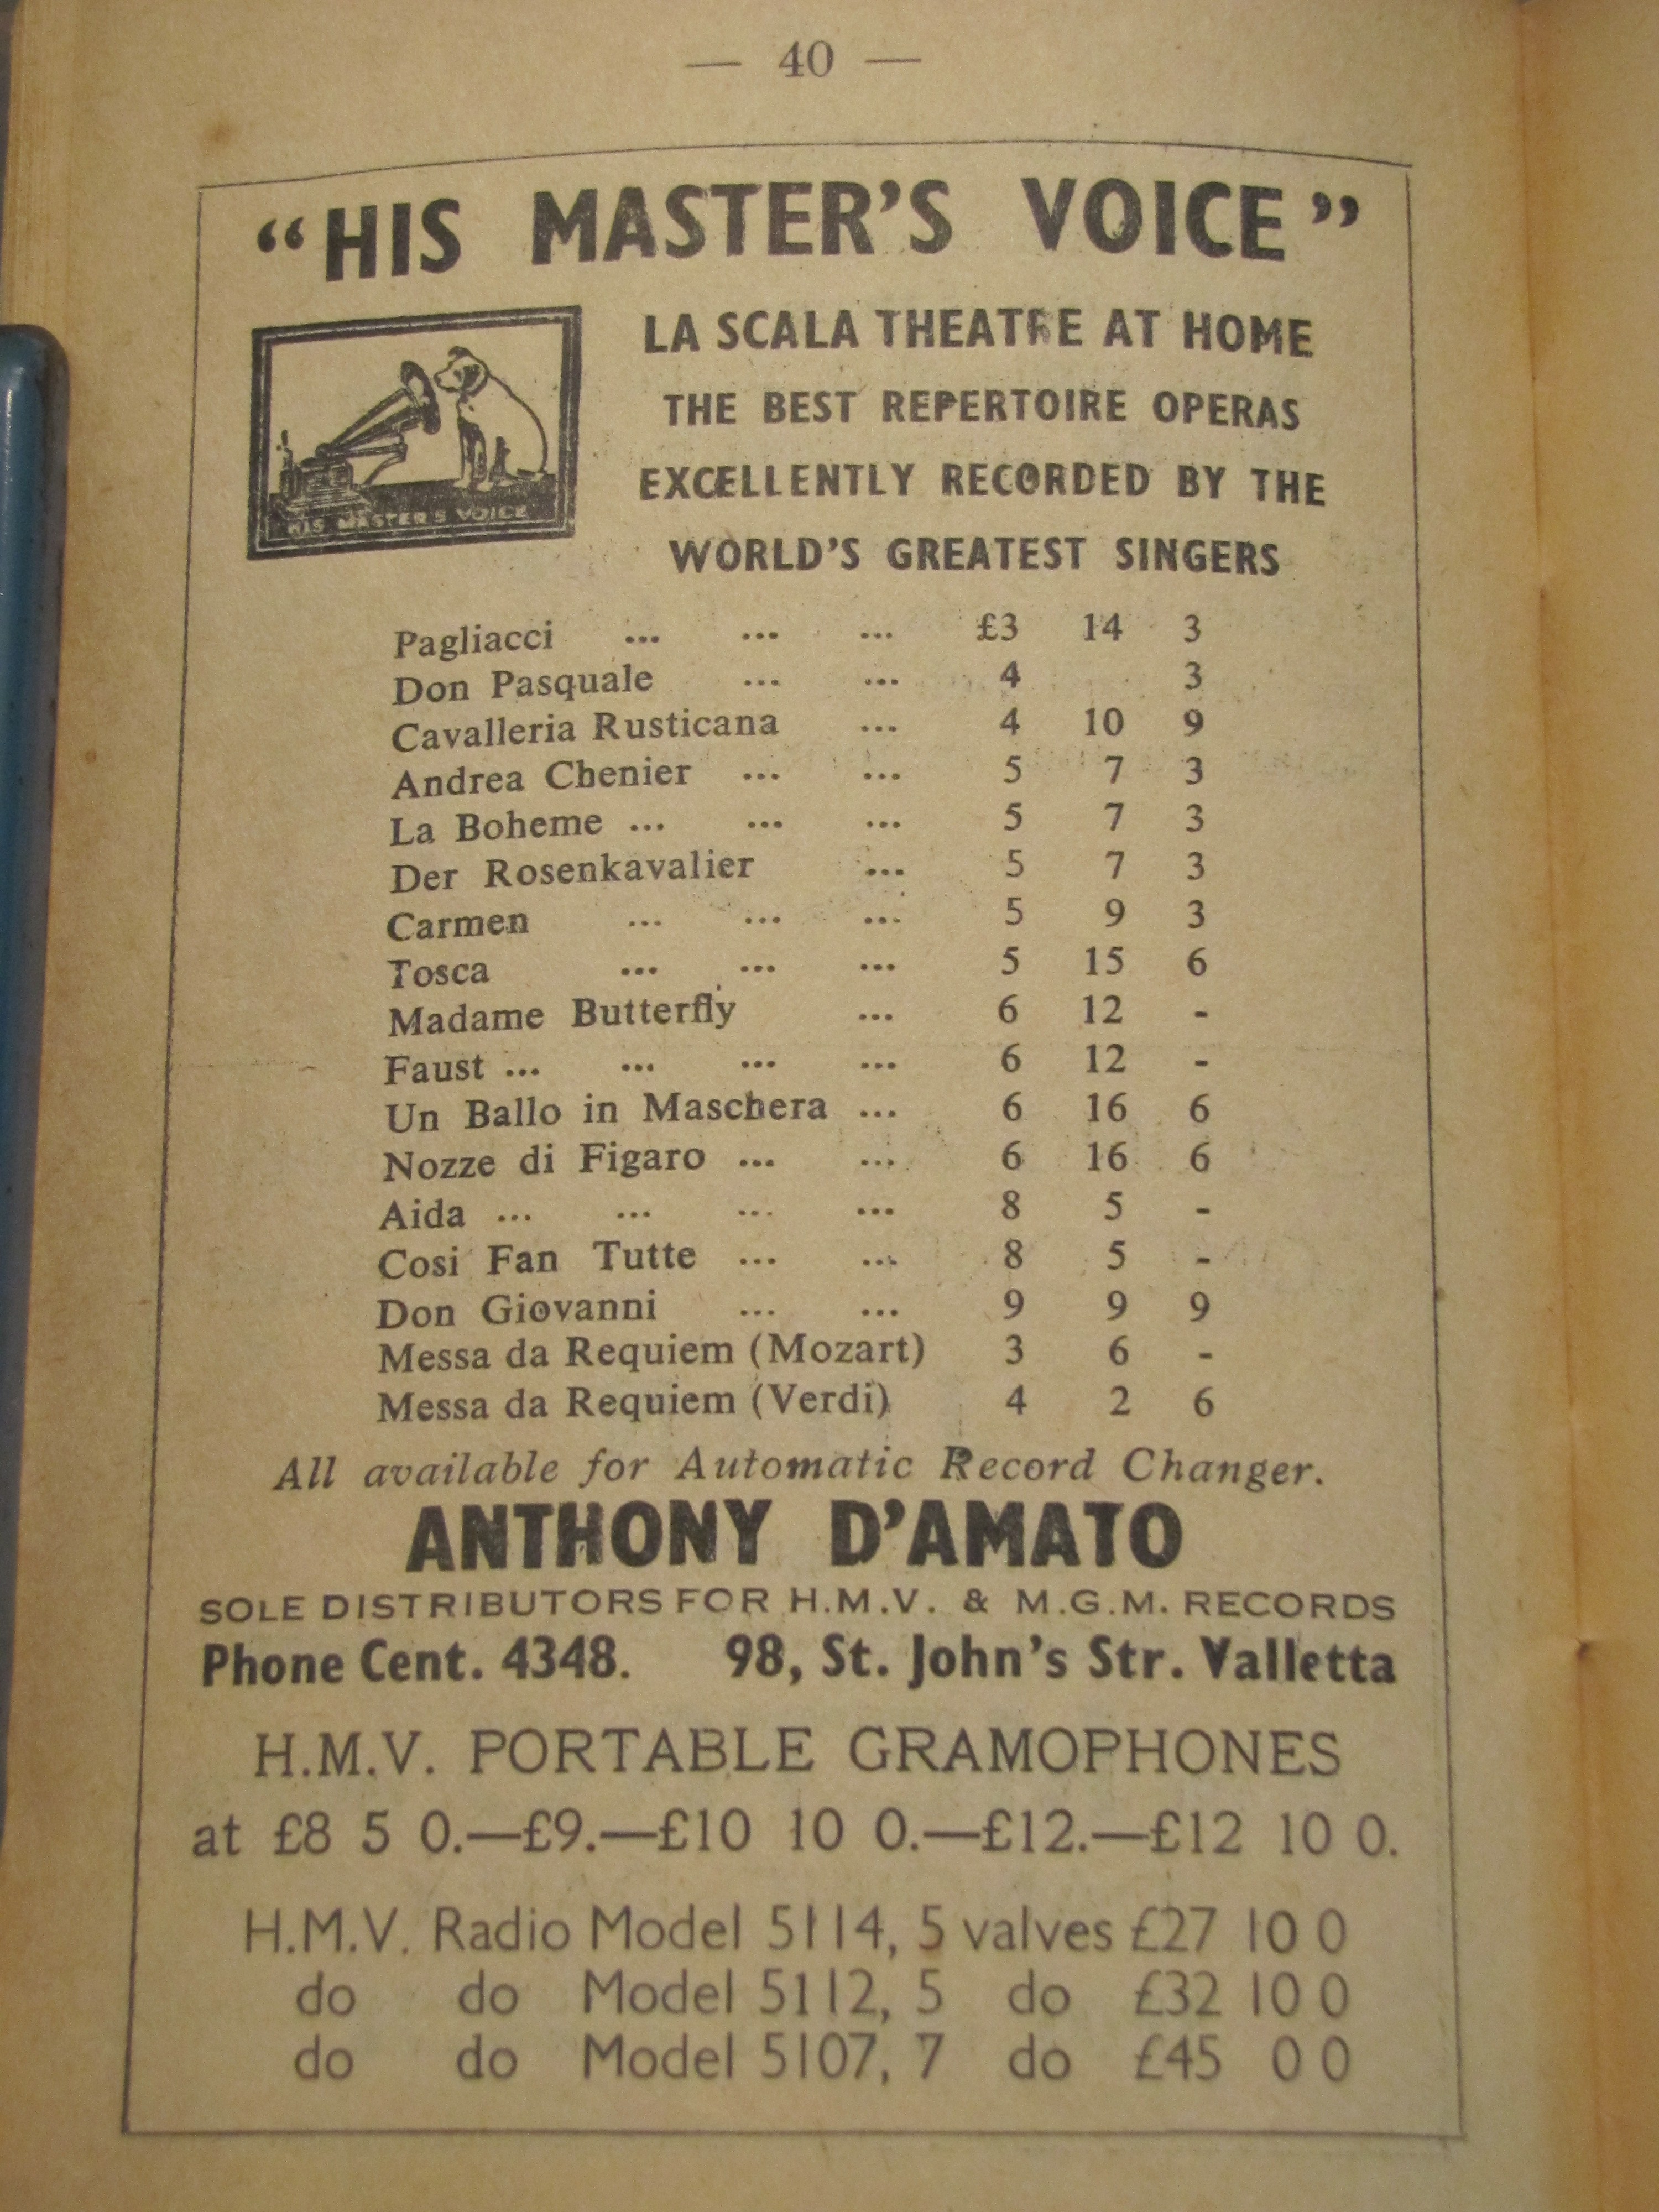 — 40 —
“HIS MASTER’S VOICE”
HIS MASTER'S VOICE
LA SCALA THEATRE AT HOME
THE BEST REPERTOIRE OPERAS
EXCELLENTLY RECORDED BY THE
WORLD’S GREATEST SINGERS
Pagliacci ... ... ... £3 14 3
Don Pasquale ... ... 4 3
Cavalleria Rusticana ... 4 10 9
Andrea Chenier ... ... 5 7 3
La Boheme ... ... ... 5 7 3
Der Rosenkavalier ... 5 7 3
Carmen ... ... ... 5 9 3
Tosca ... ... ... 5 15 6
Madame Butterfly ... 6 12 -
Faust ... ... ... ... 6 12 -
Un Ballo in Maschera ... 6 16 6
Nozze di Figaro ... ... 6 16 6
Aida ... ... ... ... 8 5 -
Cosi Fan Tutte ... ... 8 5 -
Don Giovanni ... ... 9 9 9
Messa da Requiem (Mozart) 3 6 -
Messa da Requiem (Verdi) 4 2 6
All available for Automatic Record Changer.
ANTHONY D’AMATO
SOLE DISTRIBUTORS FOR H.M.V. & M.G.M. RECORDS
Phone Cent. 4348. 98, St. John’s Str. Valletta
H.M.V. PORTABLE GRAMOPHONES
at £8 5 0.—£9.—£10 10 0.—£12.—£12 10 0.
H.M.V. Radio Model 5114, 5 valves £27 10 0
do do Model 5112, 5 do £32 10 0
do do Model 5107, 7 do £45 0 0